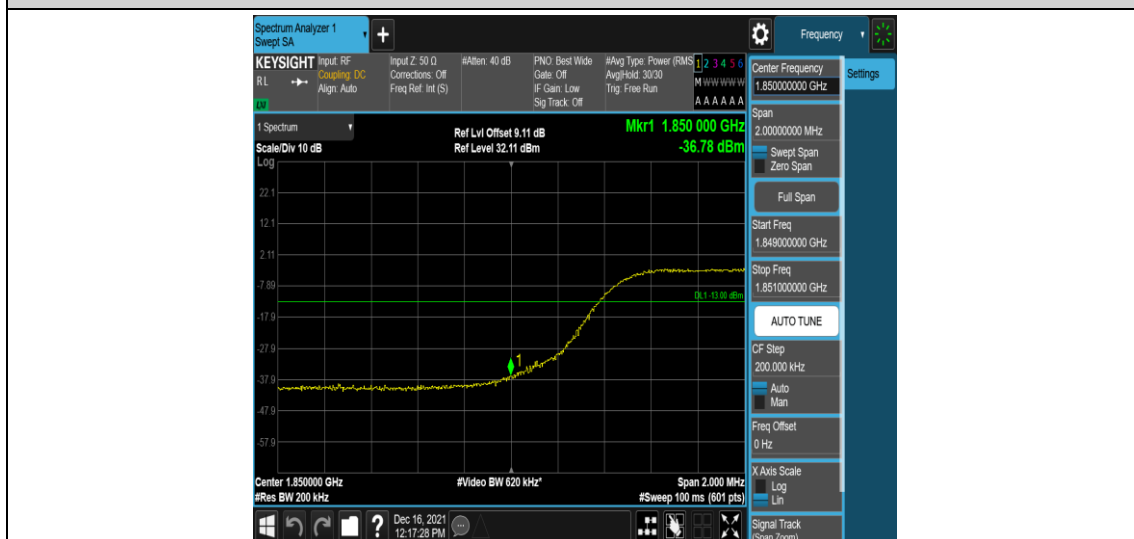 Spectrum Analyzer 1
Swept SA
Frequency
KEYSIGHT
Input: RF
Input Z: 50 Ω
#Atten: 40 dB
PNO: Best Wide
#Avg Type: Power (RMS
1 2 3 4 5 6
RL
Coupling: DC
Corrections: Off
Gate: Off
Avg|Hold: 30/30
M W W W W W
Align: Auto
Freq Ref: Int (S)
IF Gain: Low
Trig: Free Run
Sig Track: Off
A A A A A A
LXI
Center Frequency
1.850000000 GHz
Settings
Span
2.00000000 MHz
Swept Span
Zero Span
Full Span
Start Freq
1.849000000 GHz
Stop Freq
1.851000000 GHz
AUTO TUNE
CF Step
200.000 kHz
Auto
Man
Freq Offset
0 Hz
X Axis Scale
Log
Lin
Signal Track
(Span Zoom)
1 Spectrum
Ref Lvl Offset 9.11 dB
Mkr1 1.850 000 GHz
Scale/Div 10 dB
Ref Level 32.11 dBm
-36.78 dBm
Log
22.1
12.1
2.11
-7.89
DL1 -13.00 dBm
-17.9
-27.9
1
-37.9
-47.9
-57.9
Center 1.850000 GHz
#Video BW 620 kHz*
Span 2.000 MHz
#Res BW 200 kHz
#Sweep 100 ms (601 pts)
?
Dec 16, 2021
12:17:28 PM